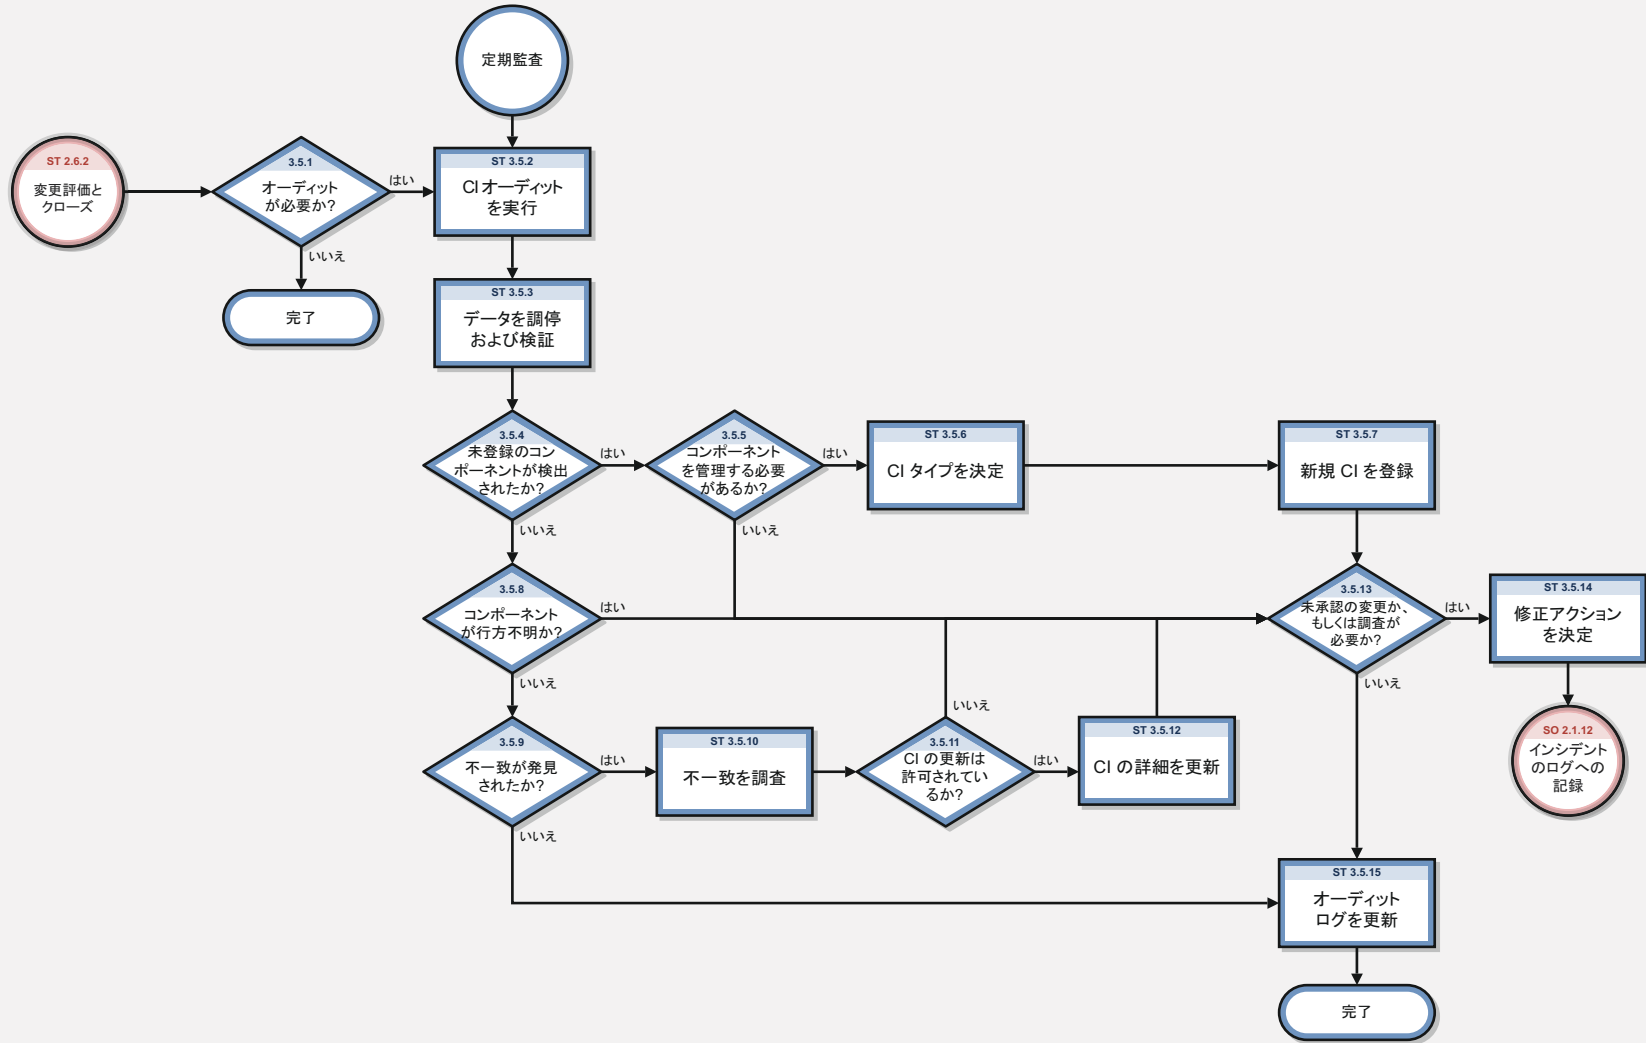 定期監査
ST 2.6.2
変更評価と
クローズ
3.5.1
オーディット
が必要か?
はい
いいえ
完了
ST 3.5.2
CI オーディット
を実行
ST 3.5.3
データを調停
および検証
3.5.4
未登録のコン
ポーネントが検出
されたか?
はい
いいえ
3.5.5
コンポーネント
を管理する必要
があるか?
はい
いいえ
ST 3.5.6
CI タイプを決定
ST 3.5.7
新規 CI を登録
3.5.8
コンポーネント
が行方不明か?
はい
いいえ
3.5.13
未承認の変更か、
もしくは調査が
必要か?
はい
いいえ
ST 3.5.14
修正アクション
を決定
3.5.9
不一致が発見
されたか?
はい
いいえ
ST 3.5.10
不一致を調査
3.5.11
CI の更新は
許可されてい
るか?
いいえ
はい
ST 3.5.12
CI の詳細を更新
SO 2.1.12
インシデント
のログへの
記録
ST 3.5.15
オーディット
ログを更新
完了